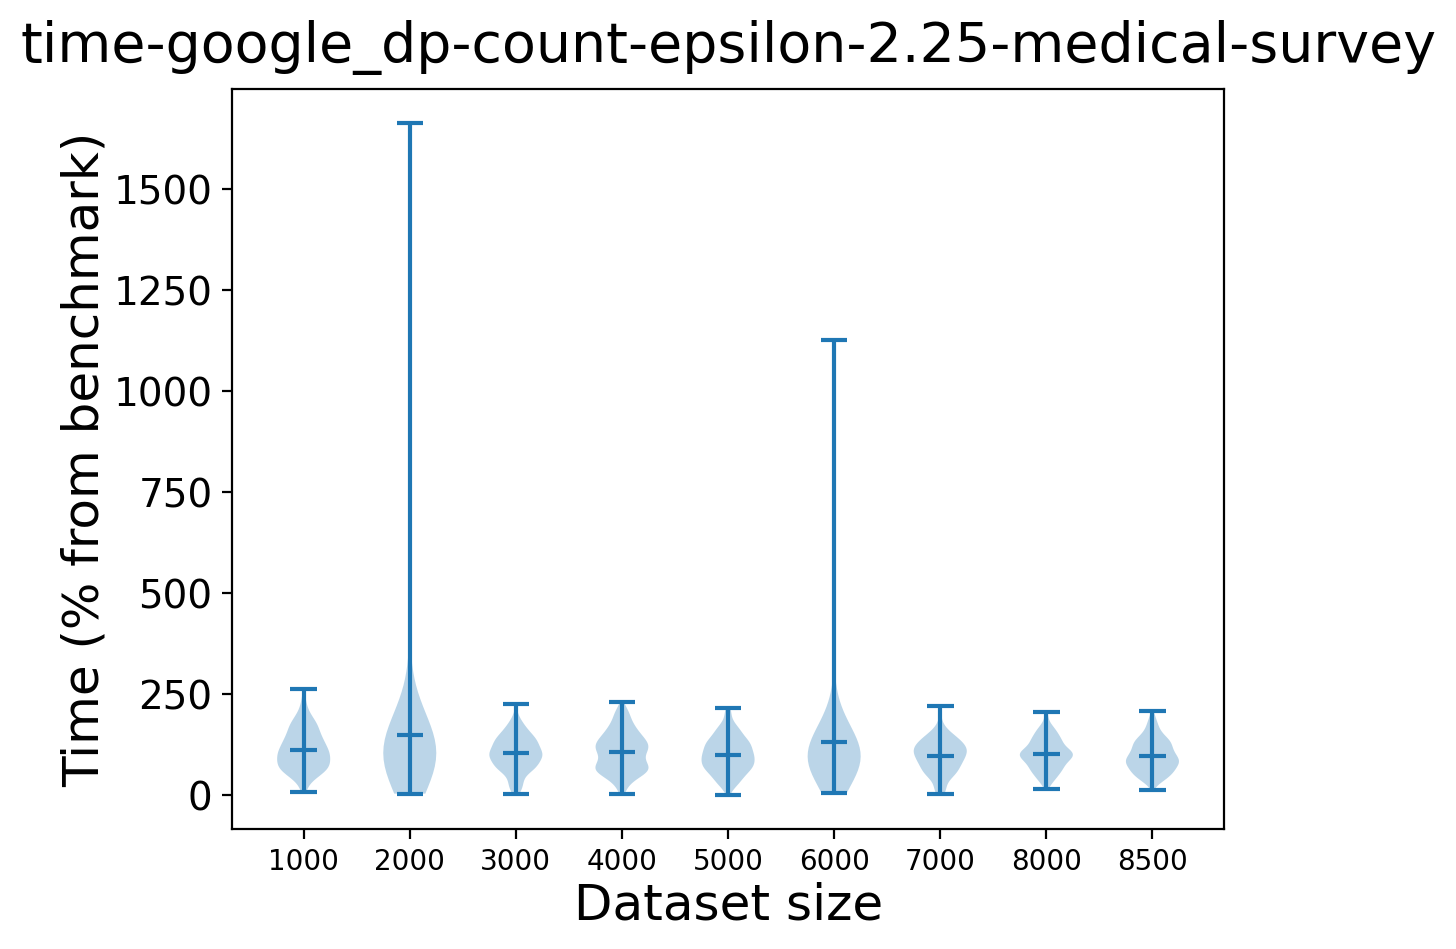 time-google_dp-count-epsilon-2.25-medical-survey
Time (% from benchmark)
1500
1250
1000
750
500
250
0
1000 2000 3000 4000 5000 6000 7000 8000 8500
Dataset size